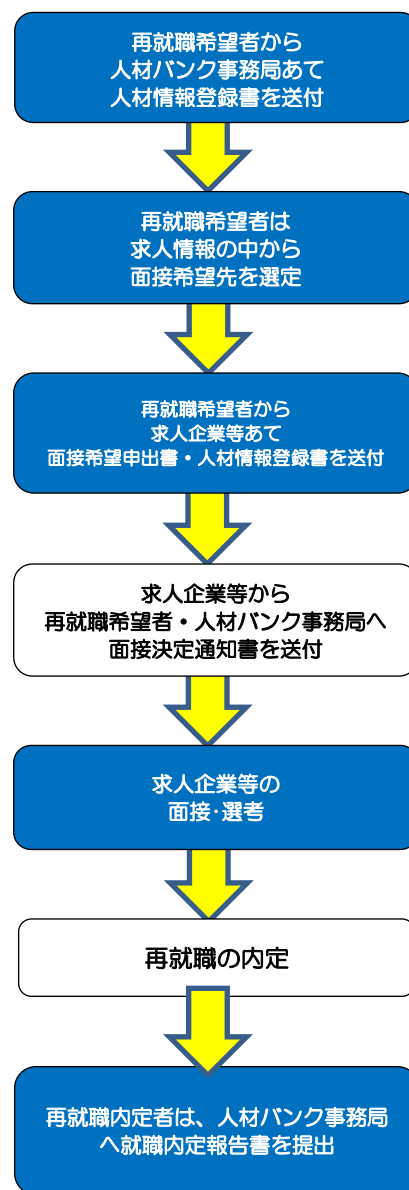 再就職希望者から
人材バンク事務局あて
人材情報登録書を送付
再就職希望者は
求人情報の中から
面接希望先を選定
再就職希望者から
求人企業等あて
面接希望申出書・人材情報登録書を送付
求人企業等から
再就職希望者・人材バンク事務局へ
面接決定通知書を送付
求人企業等の
面接･選考
再就職の内定
再就職内定者は、人材バンク事務局
へ就職内定報告書を提出